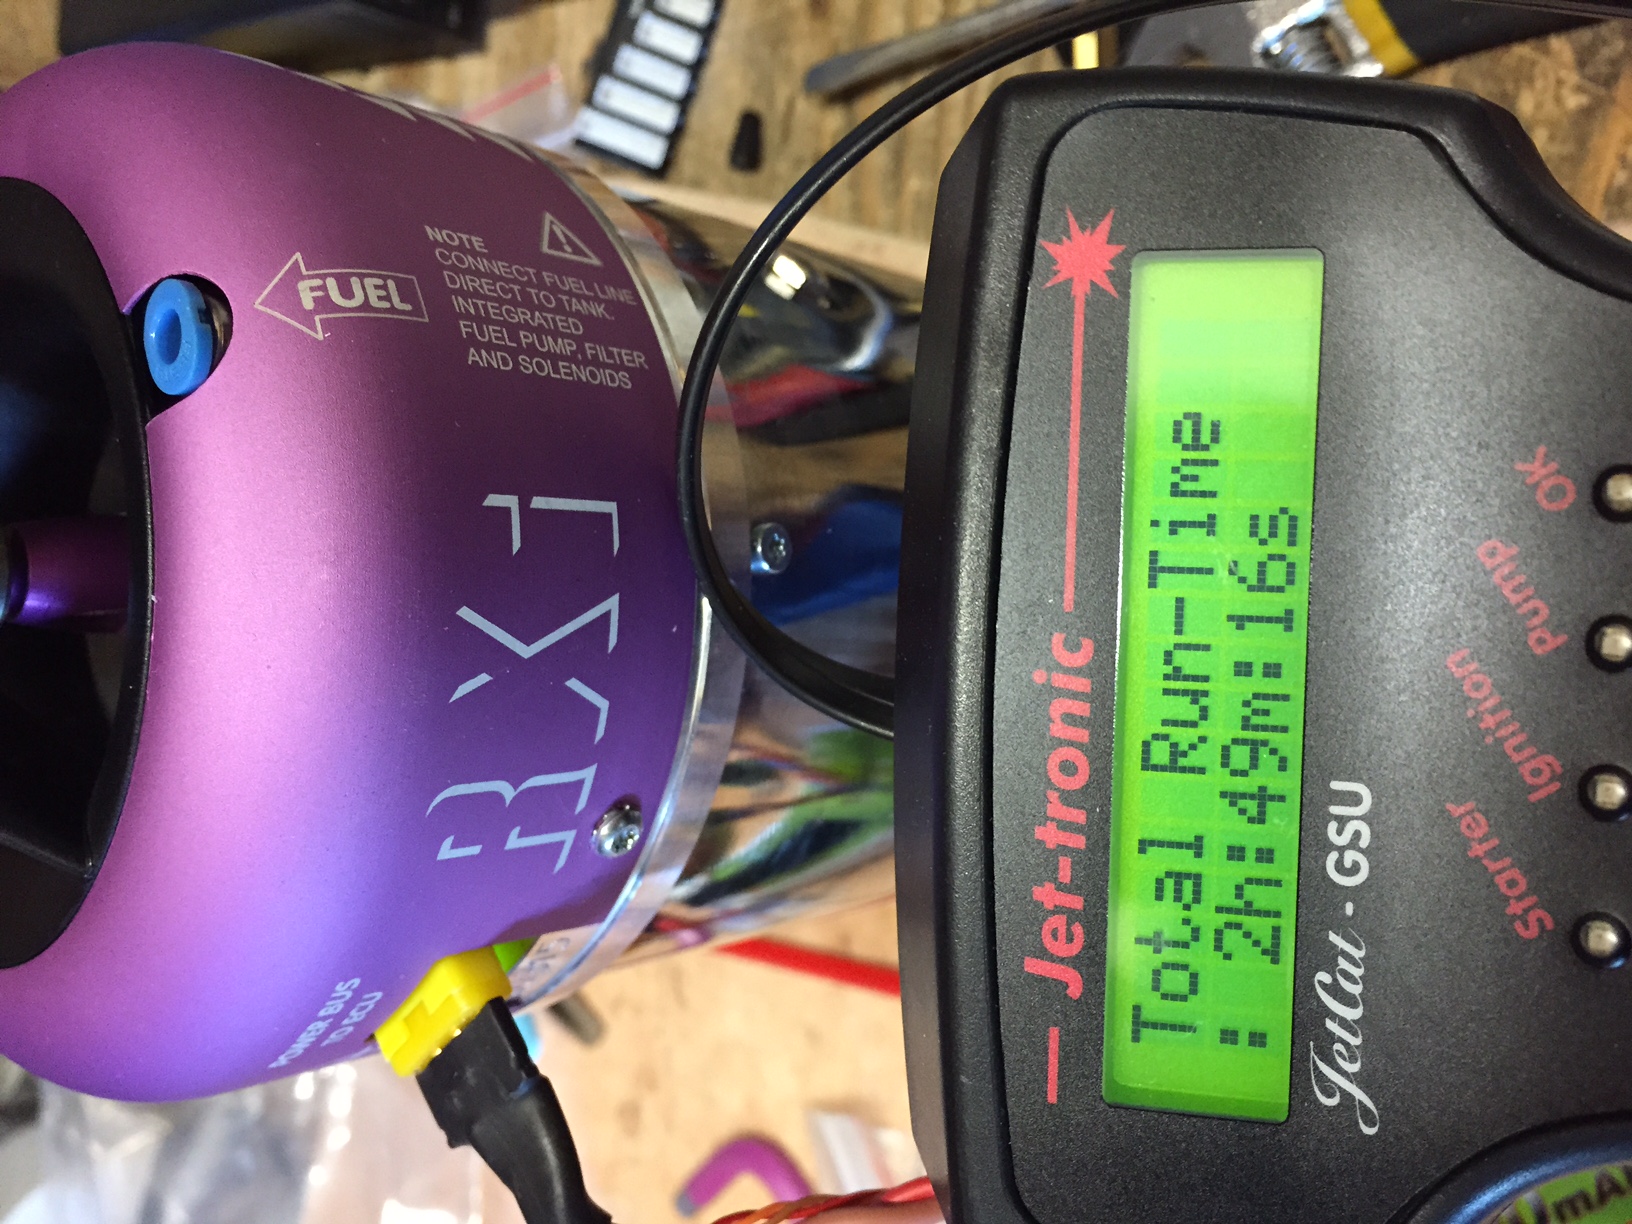 FUEL
NOTE
CONNECT FUEL LINE
DIRECT TO TANK.
INTEGRATED
FUEL PUMP, FILTER
AND SOLENOIDS
RXi
POWER BUS
TO ECU
Jet-tronic
Total Run-Time
: 2h:49m:16s
JetCat - GSU
Starter
Ignition
Pump
Ok